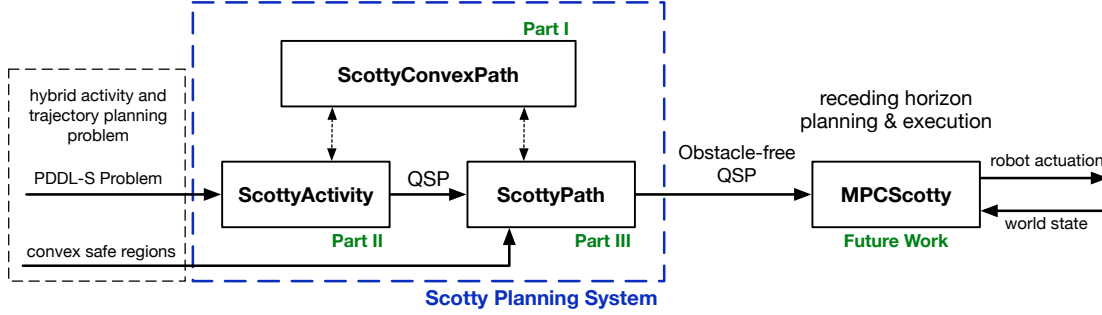 Part I
ScottyConvexPath
hybrid activity and
trajectory planning
problem
PDDL-S Problem
convex safe regions
ScottyActivity
Part II
QSP
ScottyPath
Part III
Scotty Planning System
Obstacle-free
QSP
receding horizon
planning & execution
MPCScotty
Future Work
robot actuation
world state